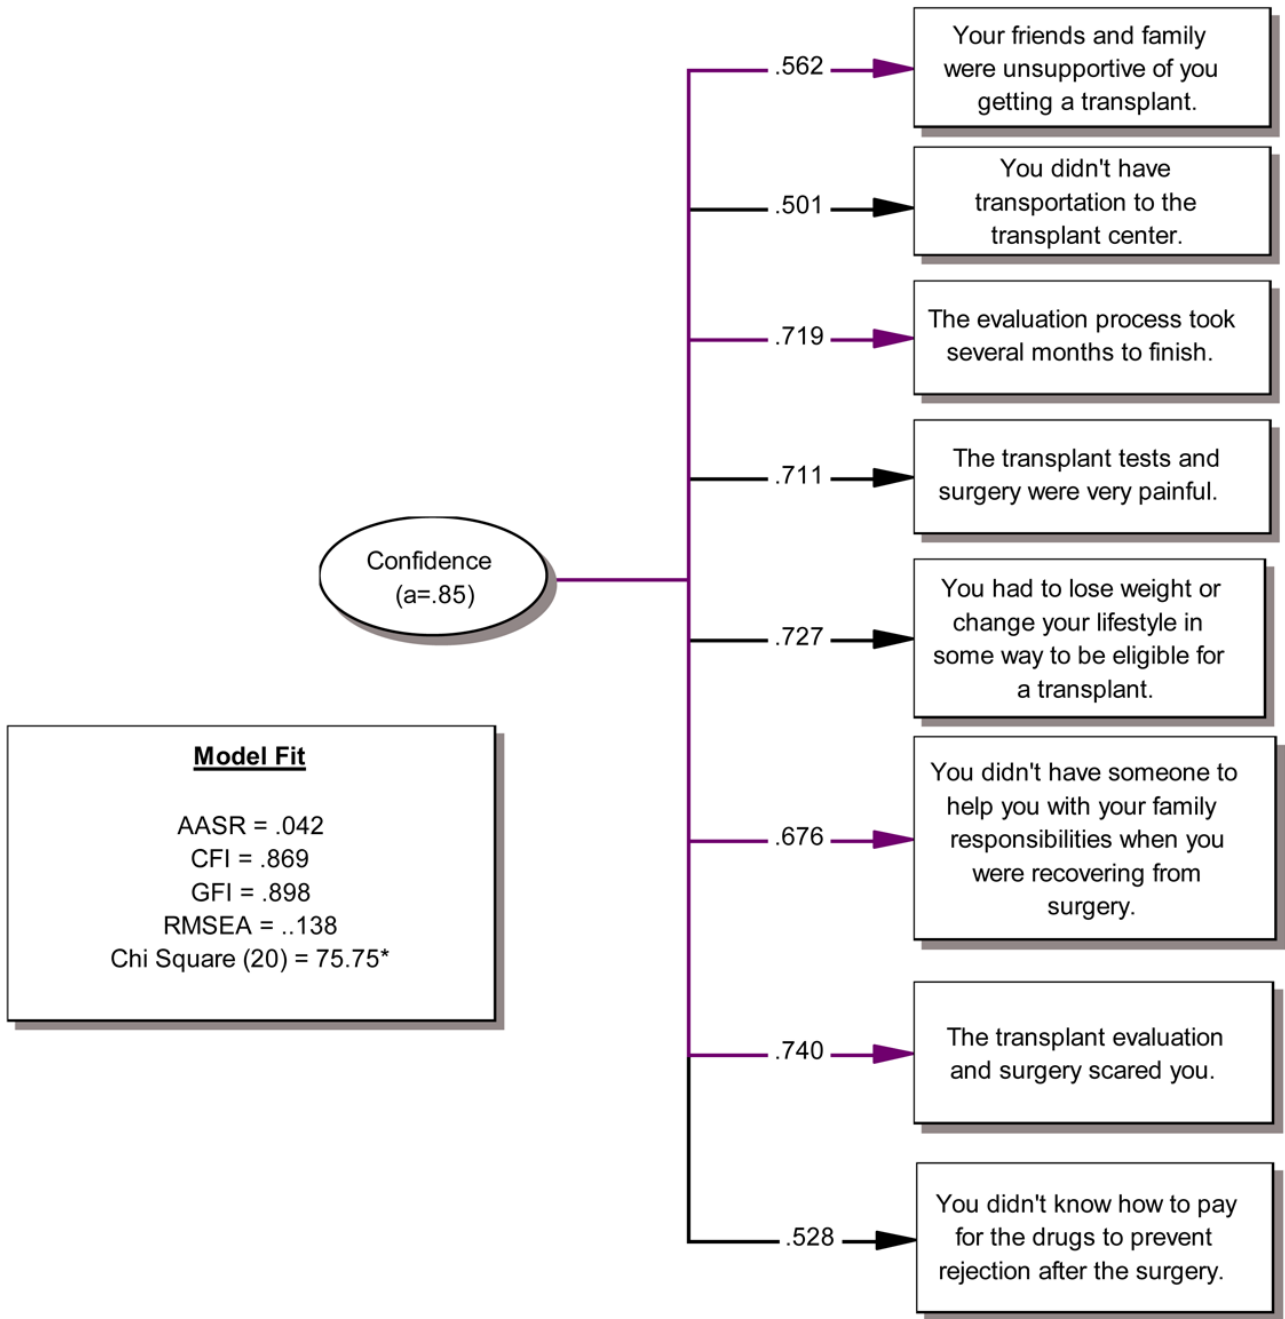 .562
Your friends and family
were unsupportive of you
getting a transplant.
.501
You didn't have
transportation to the
transplant center.
.719
The evaluation process took
several months to finish.
.711
The transplant tests and
surgery were very painful.
Confidence
(a=.85)
.727
You had to lose weight or
change your lifestyle in
some way to be eligible for
a transplant.
Model Fit
AASR = .042
CFI = .869
GFI = .898
RMSEA = ..138
Chi Square (20) = 75.75*
.676
You didn't have someone to
help you with your family
responsibilities when you
were recovering from
surgery.
.740
The transplant evaluation
and surgery scared you.
.528
You didn't know how to pay
for the drugs to prevent
rejection after the surgery.